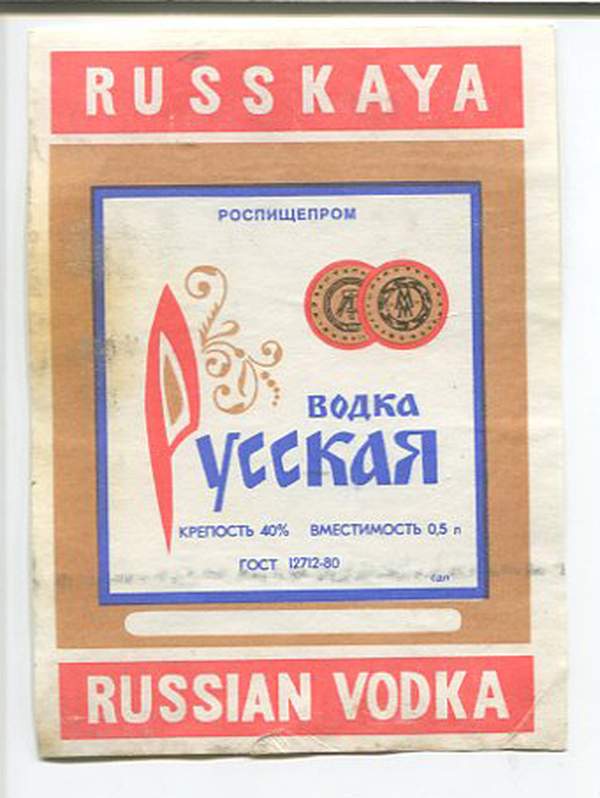 RUSSKAYA
РОСПИЩЕПРОМ
ВОДКА
Русская
КРЕПОСТЬ 40% ВМЕСТИМОСТЬ 0,5 л
ГОСТ 12712-80
RUSSIAN VODKA